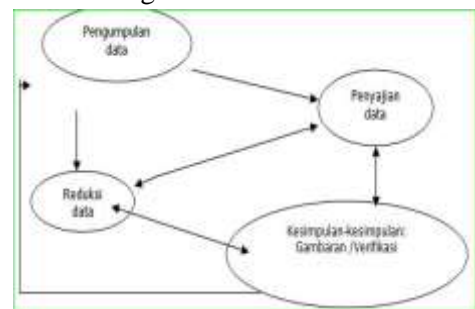 Pengumpulan
data
Penyajian
data
Reduksi
data
Kesimpulan-kesimpulan:
Gambaran /Verifikasi